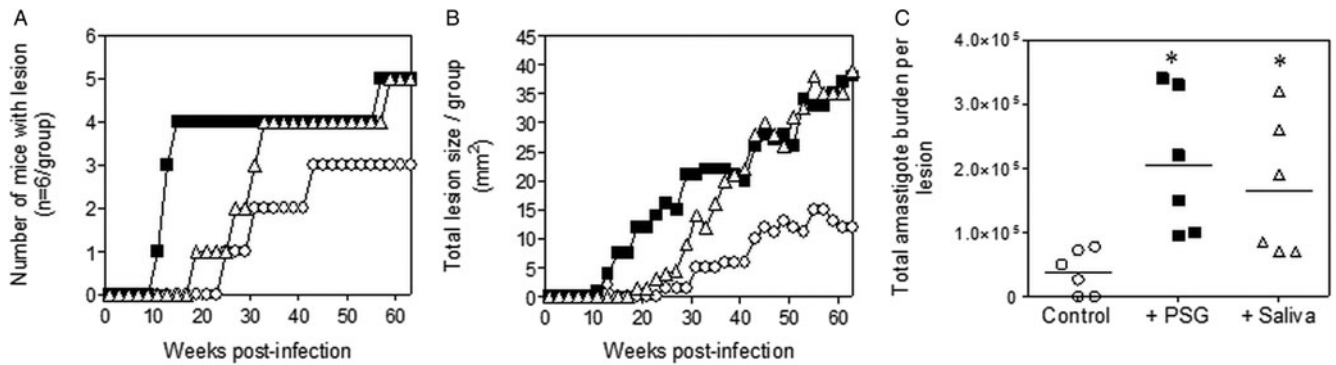 A
Number of mice with lesion
(n=6/group)
6
5
4
3
2
1
0
0 10 20 30 40 50 60
Weeks post-infection
B
Total lesion size / group
(mm²)
45
40
35
30
25
20
15
10
5
0
0 10 20 30 40 50 60
Weeks post-infection
C
Total amastigote burden per
lesion
4.0×10⁵
3.0×10⁵
2.0×10⁵
1.0×10⁵
0
* *
Control + PSG + Saliva